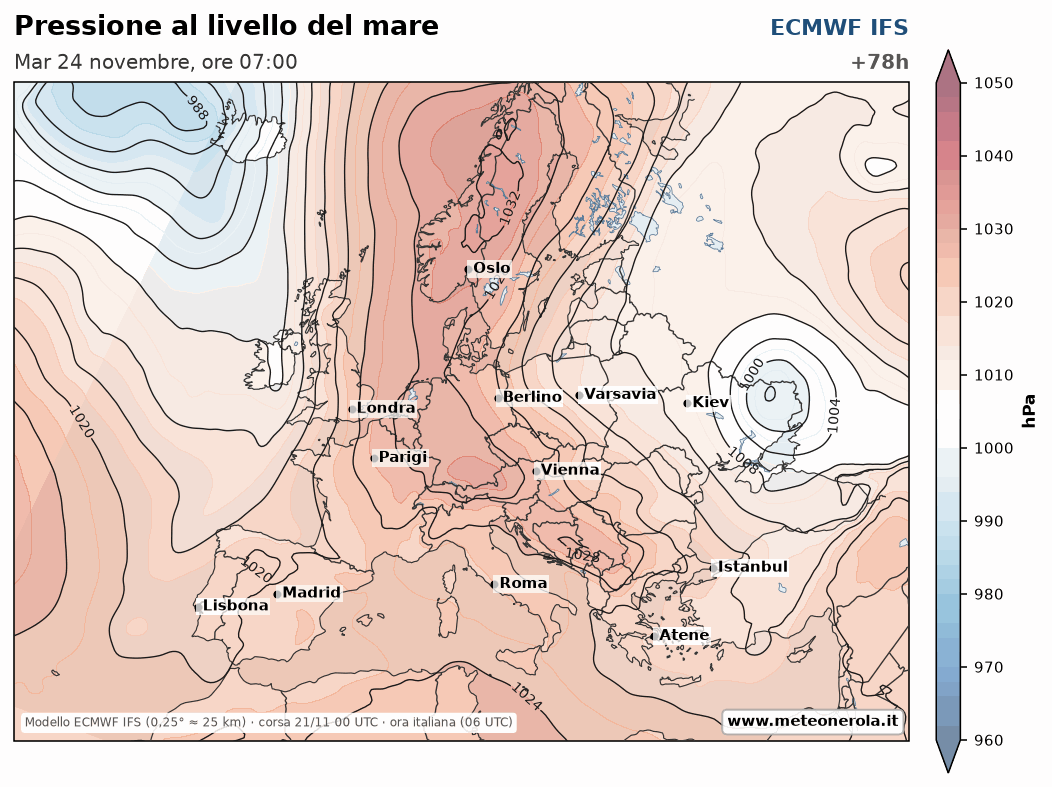 Pressione al livello del mare
ECMWF IFS
Mar 24 novembre, ore 07:00
+78h
988
1032
Oslo
1000
1004
1008
1020
Londra
Berlino
Varsavia
Kiev
Parigi
Vienna
1028
1020
Istanbul
Madrid
Roma
Lisbona
Atene
1024
Modello ECMWF IFS (0,25° ≈ 25 km) · corsa 21/11 00 UTC · ora italiana (06 UTC)
www.meteonerola.it
1050
1040
1030
1020
1010
1000
990
980
970
960
hPa